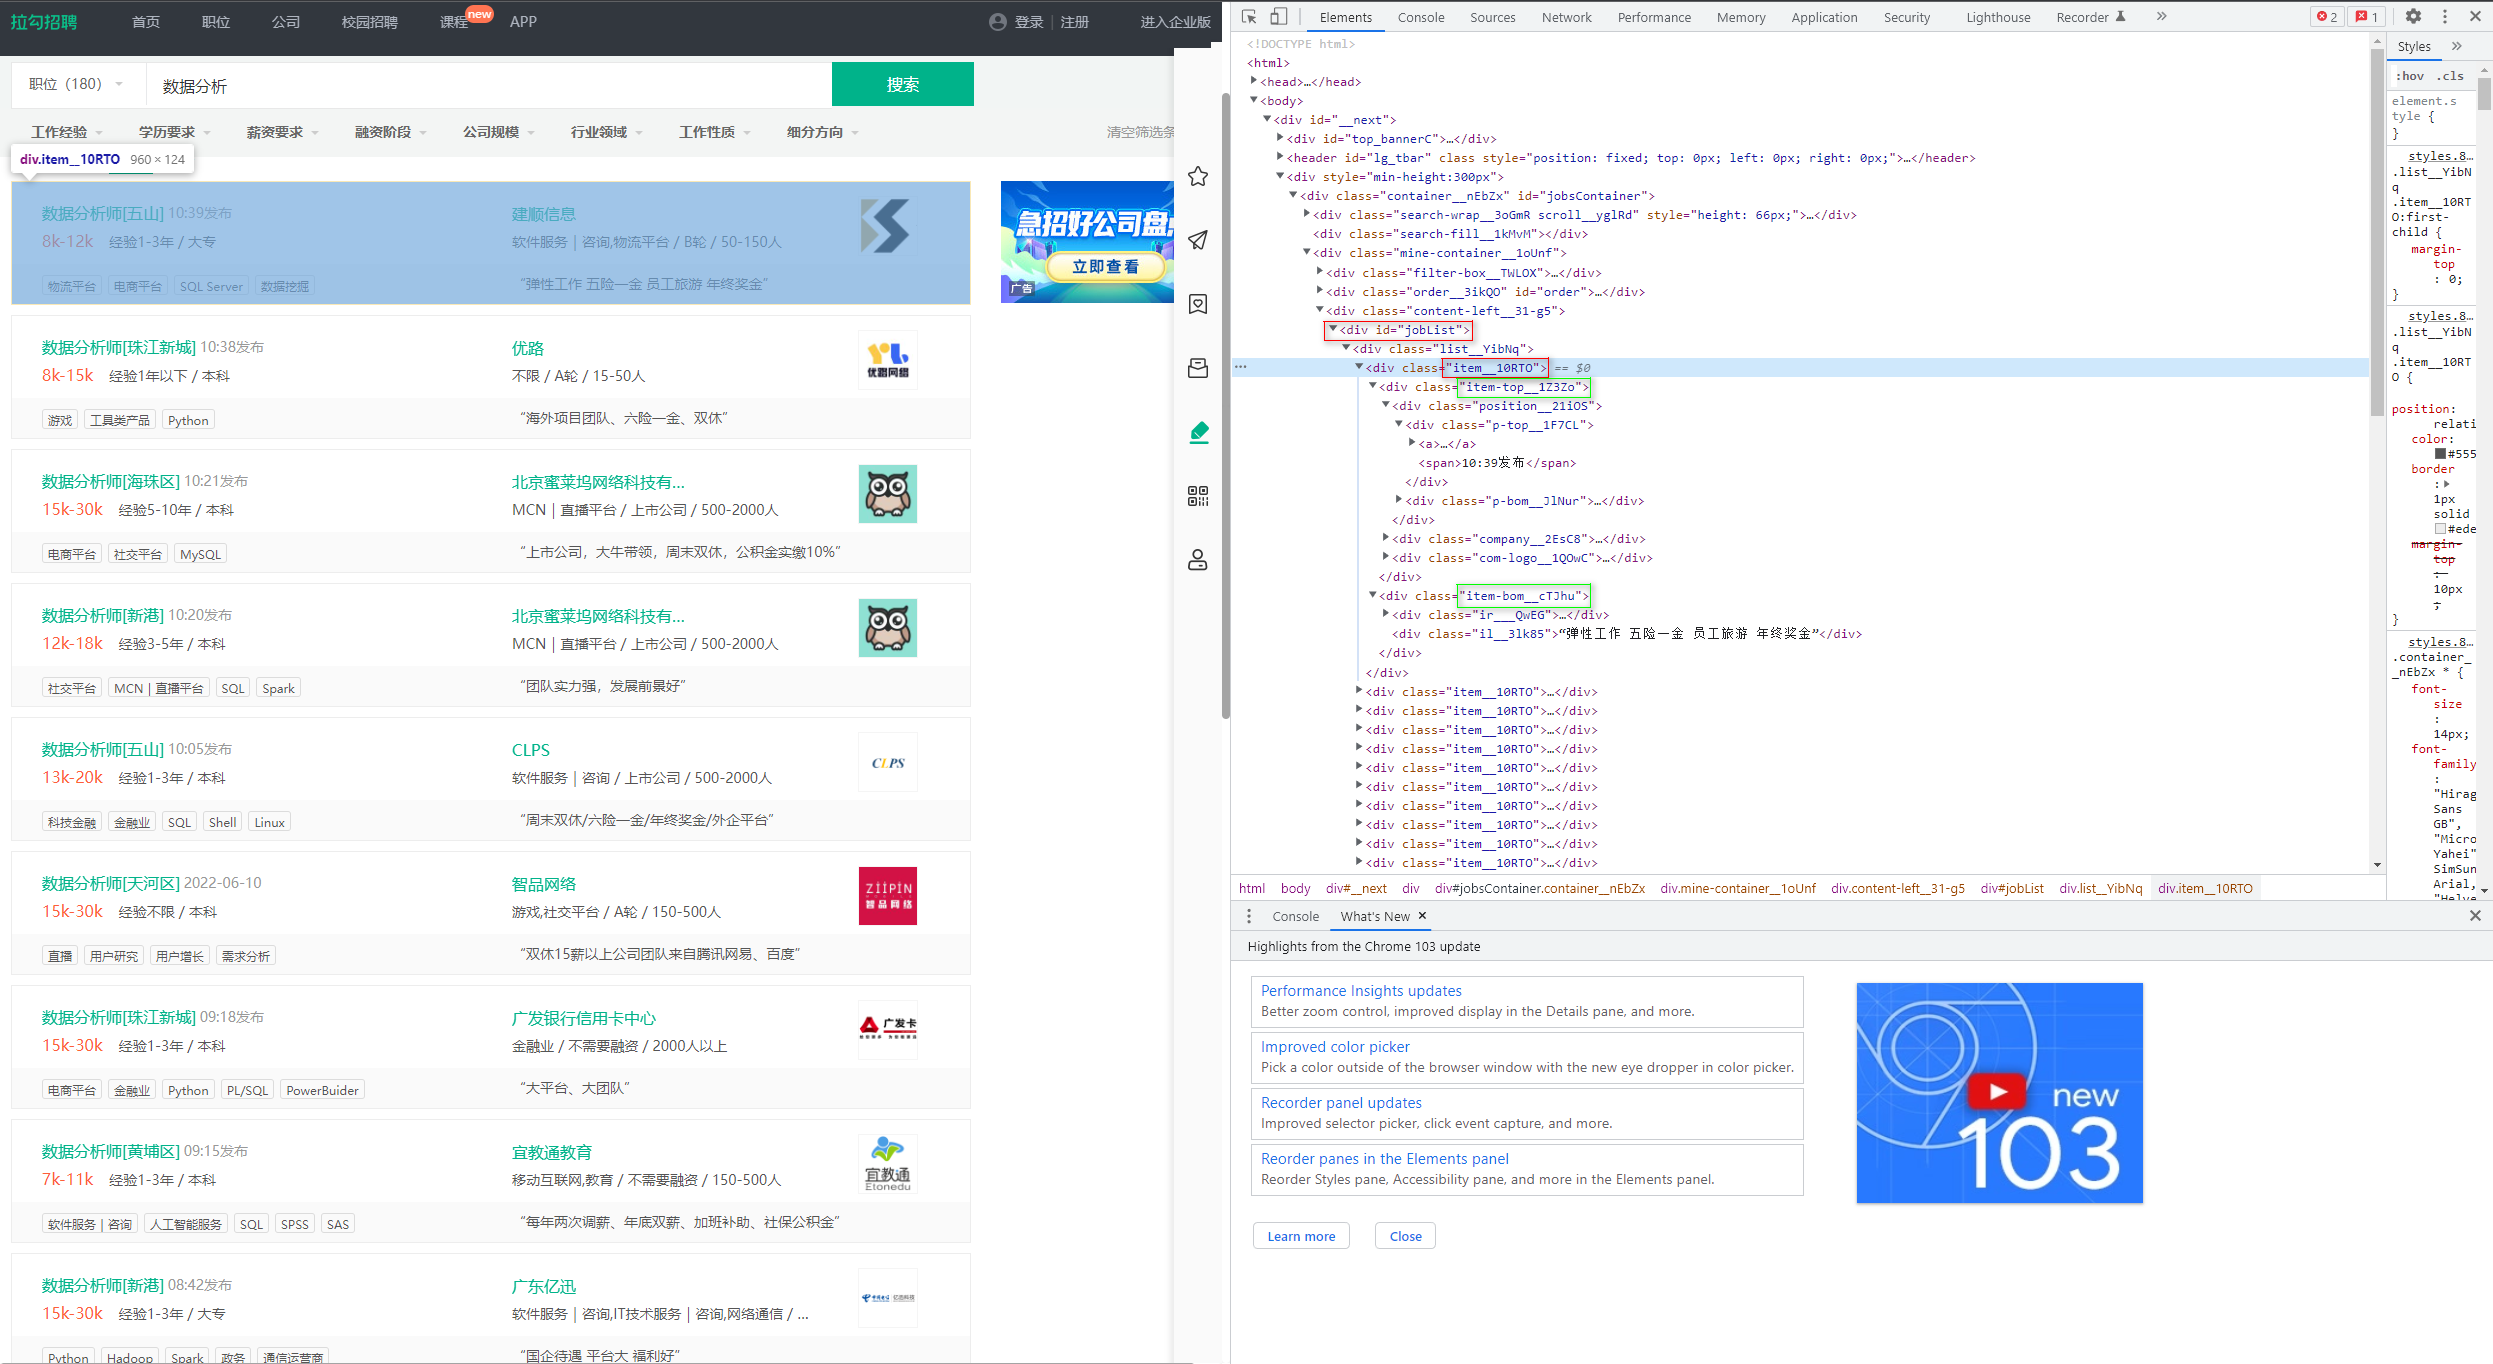 拉勾招聘 首页 职位 公司 校园招聘 课程 new APP 登录 | 注册 进入企业版
职位（180） 数据分析 搜索
工作经验 学历要求 薪资要求 融资阶段 公司规模 行业领域 工作性质 细分方向 清空筛选条
div.item__10RTO 960 × 124
数据分析师[五山] 10:39发布
8k-12k 经验1-3年 / 大专
建顺信息
软件服务｜咨询,物流平台 / B轮 / 50-150人
物流平台 电商平台 SQL Server 数据挖掘
“弹性工作 五险一金 员工旅游 年终奖金”
急招好公司盘
立即查看
广告
数据分析师[珠江新城] 10:38发布
8k-15k 经验1年以下 / 本科
优路
不限 / A轮 / 15-50人
优路网络
游戏 工具类产品 Python
“海外项目团队、六险一金、双休”
数据分析师[海珠区] 10:21发布
15k-30k 经验5-10年 / 本科
北京蜜莱坞网络科技有...
MCN｜直播平台 / 上市公司 / 500-2000人
电商平台 社交平台 MySQL
“上市公司，大牛带领，周末双休，公积金实缴10%”
数据分析师[新港] 10:20发布
12k-18k 经验3-5年 / 本科
北京蜜莱坞网络科技有...
MCN｜直播平台 / 上市公司 / 500-2000人
社交平台 MCN｜直播平台 SQL Spark
“团队实力强，发展前景好”
数据分析师[五山] 10:05发布
13k-20k 经验1-3年 / 本科
CLPS
软件服务｜咨询 / 上市公司 / 500-2000人
CLPS
科技金融 金融业 SQL Shell Linux
“周末双休/六险一金/年终奖金/外企平台”
数据分析师[天河区] 2022-06-10
15k-30k 经验不限 / 本科
智品网络
游戏,社交平台 / A轮 / 150-500人
ZIIPIN
智品网络
直播 用户研究 用户增长 需求分析
“双休15薪以上公司团队来自腾讯网易、百度”
数据分析师[珠江新城] 09:18发布
15k-30k 经验1-3年 / 本科
广发银行信用卡中心
金融业 / 不需要融资 / 2000人以上
广发卡
电商平台 金融业 Python PL/SQL PowerBuider
“大平台、大团队”
数据分析师[黄埔区] 09:15发布
7k-11k 经验1-3年 / 本科
宜教通教育
移动互联网,教育 / 不需要融资 / 150-500人
宜教通
Etonedu
软件服务｜咨询 人工智能服务 SQL SPSS SAS
“每年两次调薪、年底双薪、加班补助、社保公积金”
数据分析师[新港] 08:42发布
15k-30k 经验1-3年 / 大专
广东亿迅
软件服务｜咨询,IT技术服务｜咨询,网络通信 / ...
Python Hadoop Spark 政务 通信运营商
“国企待遇 平台大 福利好”
Elements Console Sources Network Performance Memory Application Security Lighthouse Recorder 2 1
<!DOCTYPE html>
<html>
<head>…</head>
<body>
<div id="__next">
<div id="top_bannerC">…</div>
<header id="lg_tbar" class style="position: fixed; top: 0px; left: 0px; right: 0px;">…</header>
<div style="min-height:300px">
<div class="container__nEbZx" id="jobsContainer">
<div class="search-wrap__3oGmR scroll__yglRd" style="height: 66px;">…</div>
<div class="search-fill__1kMvM"></div>
<div class="mine-container__1oUnf">
<div class="filter-box__TWLOX">…</div>
<div class="order__3ikQO" id="order">…</div>
<div class="content-left__31-g5">
<div id="jobList">
<div class="list__YibNq">
<div class="item__10RTO"> == $0
<div class="item-top__1Z3Zo">
<div class="position__21iOS">
<div class="p-top__1F7CL">
<a>…</a>
<span>10:39发布</span>
</div>
<div class="p-bom__JlNur">…</div>
</div>
<div class="company__2EsC8">…</div>
<div class="com-logo__1QOwC">…</div>
</div>
<div class="item-bom__cTJhu">
<div class="ir___QwEG">…</div>
<div class="il__3lk85">“弹性工作 五险一金 员工旅游 年终奖金”</div>
</div>
</div>
<div class="item__10RTO">…</div>
<div class="item__10RTO">…</div>
<div class="item__10RTO">…</div>
<div class="item__10RTO">…</div>
<div class="item__10RTO">…</div>
<div class="item__10RTO">…</div>
<div class="item__10RTO">…</div>
<div class="item__10RTO">…</div>
<div class="item__10RTO">…</div>
<div class="item__10RTO">…</div>
html body div#__next div div#jobsContainer.container__nEbZx div.mine-container__1oUnf div.content-left__31-g5 div#jobList div.list__YibNq div.item__10RTO
Styles
:hov .cls
element.s
tyle {
}
styles.8…
.list__YibN
q
.item__10RT
O:first-
child {
margin-
top
: 0;
}
styles.8…
.list__YibN
q
.item__10RT
O {
position:
relati
color:
#555
border
:
1px
solid
#ede
margin-
top
:
10px
;
}
styles.8…
.container_
_nEbZx * {
font-
size
:
14px;
font-
family
:
"Hirag
Sans
GB",
"Micro
Yahei"
SimSun
Arial,
"Helve
Console What's New
Highlights from the Chrome 103 update
Performance Insights updates
Better zoom control, improved display in the Details pane, and more.
Improved color picker
Pick a color outside of the browser window with the new eye dropper in color picker.
Recorder panel updates
Improved selector picker, click event capture, and more.
Reorder panes in the Elements panel
Reorder Styles pane, Accessibility pane, and more in the Elements panel.
Learn more Close
new
103